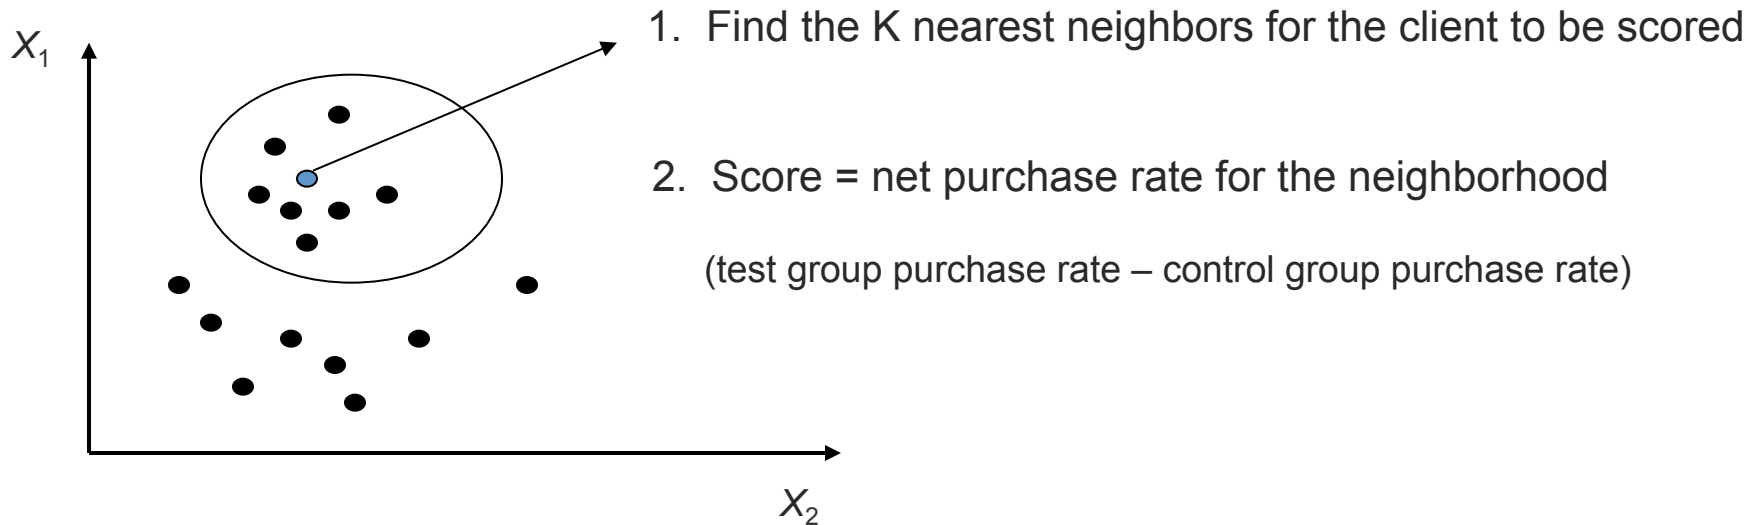 X₁
1. Find the K nearest neighbors for the client to be scored
2. Score = net purchase rate for the neighborhood
(test group purchase rate – control group purchase rate)
X₂